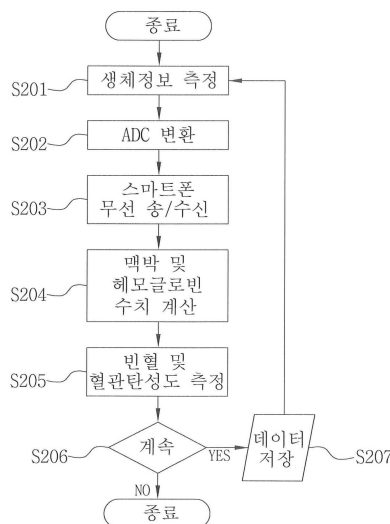 종료
S201
생체정보 측정
S202
ADC 변환
S203
스마트폰
무선 송/수신
S204
맥박 및
헤모글로빈
수치 계산
S205
빈혈 및
혈관탄성도 측정
S206
계속
YES
데이터
저장
S207
NO
종료